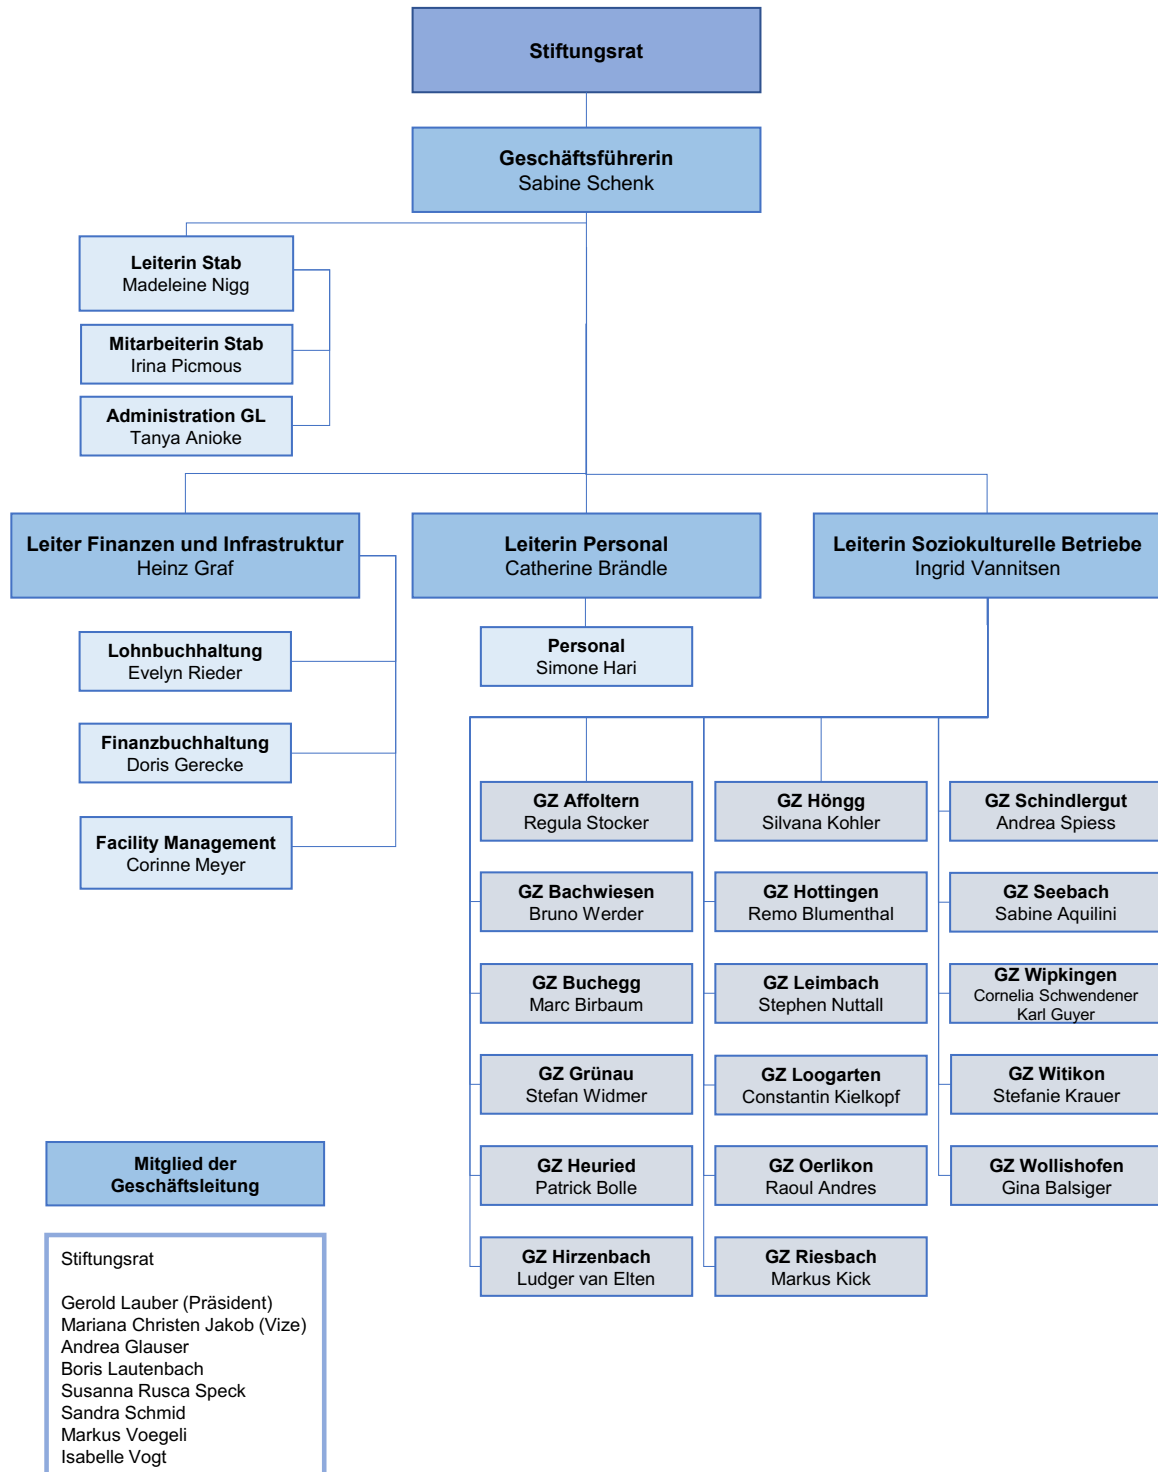 Stiftungsrat
Geschäftsführerin
Sabine Schenk
Leiterin Stab
Madeleine Nigg
Mitarbeiterin Stab
Irina Picmous
Administration GL
Tanya Anioke
Leiter Finanzen und Infrastruktur
Heinz Graf
Leiterin Personal
Catherine Brändle
Leiterin Soziokulturelle Betriebe
Ingrid Vannitsen
Lohnbuchhaltung
Evelyn Rieder
Finanzbuchhaltung
Doris Gerecke
Facility Management
Corinne Meyer
Personal
Simone Hari
GZ Affoltern
Regula Stocker
GZ Bachwiesen
Bruno Werder
GZ Buchegg
Marc Birbaum
GZ Grünau
Stefan Widmer
GZ Heuried
Patrick Bolle
GZ Hirzenbach
Ludger van Elten
GZ Höngg
Silvana Kohler
GZ Hottingen
Remo Blumenthal
GZ Leimbach
Stephen Nuttall
GZ Loogarten
Constantin Kielkopf
GZ Oerlikon
Raoul Andres
GZ Riesbach
Markus Kick
GZ Schindlergut
Andrea Spiess
GZ Seebach
Sabine Aquilini
GZ Wipkingen
Cornelia Schwendener
Karl Guyer
GZ Witikon
Stefanie Krauer
GZ Wollishofen
Gina Balsiger
Mitglied der
Geschäftsleitung
Stiftungsrat
Gerold Lauber (Präsident)
Mariana Christen Jakob (Vize)
Andrea Glauser
Boris Lautenbach
Susanna Rusca Speck
Sandra Schmid
Markus Voegeli
Isabelle Vogt